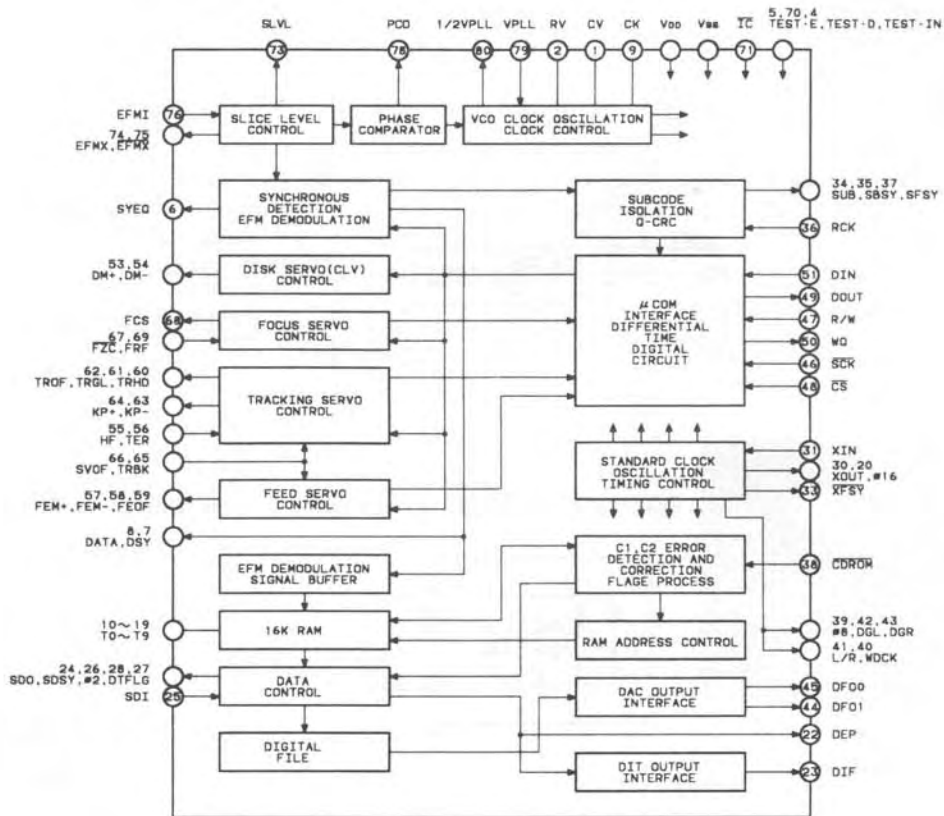 5,70,4
SLVL PCO 1/2VPLL VPLL RV CV CK VDD VSS IC TEST-E,TEST-D,TEST-IN
73 78 80 79 2 1 9 71
EFMI 76
SLICE LEVEL
CONTROL
PHASE
COMPARATOR
VCO CLOCK OSCILLATION
CLOCK CONTROL
74,75
EFMX,EFMX
SYNCHRONOUS
DETECTION
EFM DEMODULATION
SUBCODE
ISOLATION
Q-CRC
34,35,37
SUB,SBSY,SFSY
SYEQ 6
36 RCK
53,54
DM+,DM-
DISK SERVO(CLV)
CONTROL
μCOM
INTERFACE
DIFFERENTIAL
TIME
DIGITAL
CIRCUIT
51 DIN
49 DOUT
47 R/W
50 WQ
46 SCK
48 CS
FCS 68
67,69
FZC,FRF
FOCUS SERVO
CONTROL
62,61,60
TROF,TRGL,TRHD
64,63
KP+,KP-
55,56
HF,TER
TRACKING SERVO
CONTROL
66,65
SVOF,TRBK
STANDARD CLOCK
OSCILLATION
TIMING CONTROL
31 XIN
30,20
XOUT,#16
33 XFSY
57,58,59
FEM+,FEM-,FEOF
FEED SERVO
CONTROL
8,7
DATA,DSY
EFM DEMODULATION
SIGNAL BUFFER
C1,C2 ERROR
DETECTION AND
CORRECTION
FLAGE PROCESS
38 CDROM
10~19
T0~T9
16K RAM
RAM ADDRESS CONTROL
39,42,43
#8,DGL,DGR
41,40
L/R,WDCK
24,26,28,27
SDO,SDSY,#2,DTFLG
SDI 25
DATA
CONTROL
DAC OUTPUT
INTERFACE
45 DFO0
44 DFO1
DIGITAL
FILE
22 DEP
DIT OUTPUT
INTERFACE
23 DIF